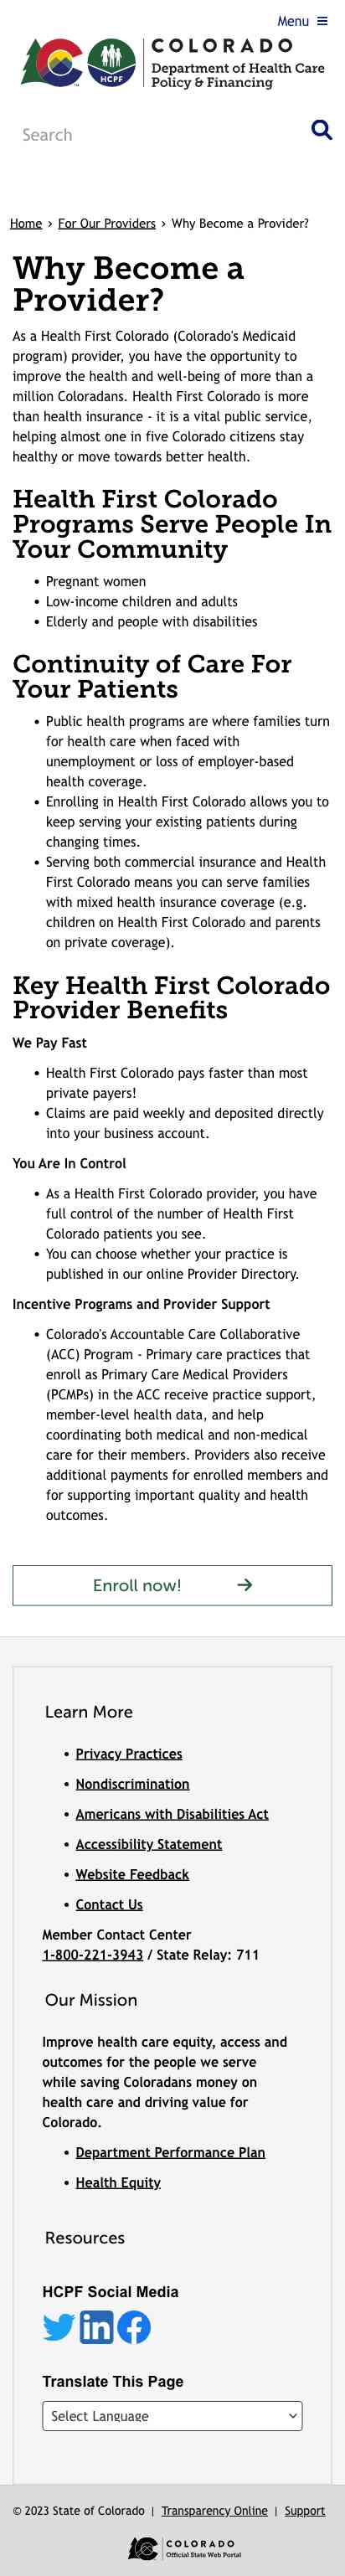 Menu
COLORADO
Department of Health Care
Policy & Financing
HCPF
TM
Search
Home > For Our Providers > Why Become a Provider?
Why Become a
Provider?
As a Health First Colorado (Colorado's Medicaid
program) provider, you have the opportunity to
improve the health and well-being of more than a
million Coloradans. Health First Colorado is more
than health insurance - it is a vital public service,
helping almost one in five Colorado citizens stay
healthy or move towards better health.
Health First Colorado
Programs Serve People In
Your Community
• Pregnant women
• Low-income children and adults
• Elderly and people with disabilities
Continuity of Care For
Your Patients
• Public health programs are where families turn
for health care when faced with
unemployment or loss of employer-based
health coverage.
• Enrolling in Health First Colorado allows you to
keep serving your existing patients during
changing times.
• Serving both commercial insurance and Health
First Colorado means you can serve families
with mixed health insurance coverage (e.g.
children on Health First Colorado and parents
on private coverage).
Key Health First Colorado
Provider Benefits
We Pay Fast
• Health First Colorado pays faster than most
private payers!
• Claims are paid weekly and deposited directly
into your business account.
You Are In Control
• As a Health First Colorado provider, you have
full control of the number of Health First
Colorado patients you see.
• You can choose whether your practice is
published in our online Provider Directory.
Incentive Programs and Provider Support
• Colorado's Accountable Care Collaborative
(ACC) Program - Primary care practices that
enroll as Primary Care Medical Providers
(PCMPs) in the ACC receive practice support,
member-level health data, and help
coordinating both medical and non-medical
care for their members. Providers also receive
additional payments for enrolled members and
for supporting important quality and health
outcomes.
Enroll now! →
Learn More
• Privacy Practices
• Nondiscrimination
• Americans with Disabilities Act
• Accessibility Statement
• Website Feedback
• Contact Us
Member Contact Center
1-800-221-3943 / State Relay: 711
Our Mission
Improve health care equity, access and
outcomes for the people we serve
while saving Coloradans money on
health care and driving value for
Colorado.
• Department Performance Plan
• Health Equity
Resources
HCPF Social Media
Translate This Page
Select Language
© 2023 State of Colorado | Transparency Online | Support
COLORADO
Official State Web Portal